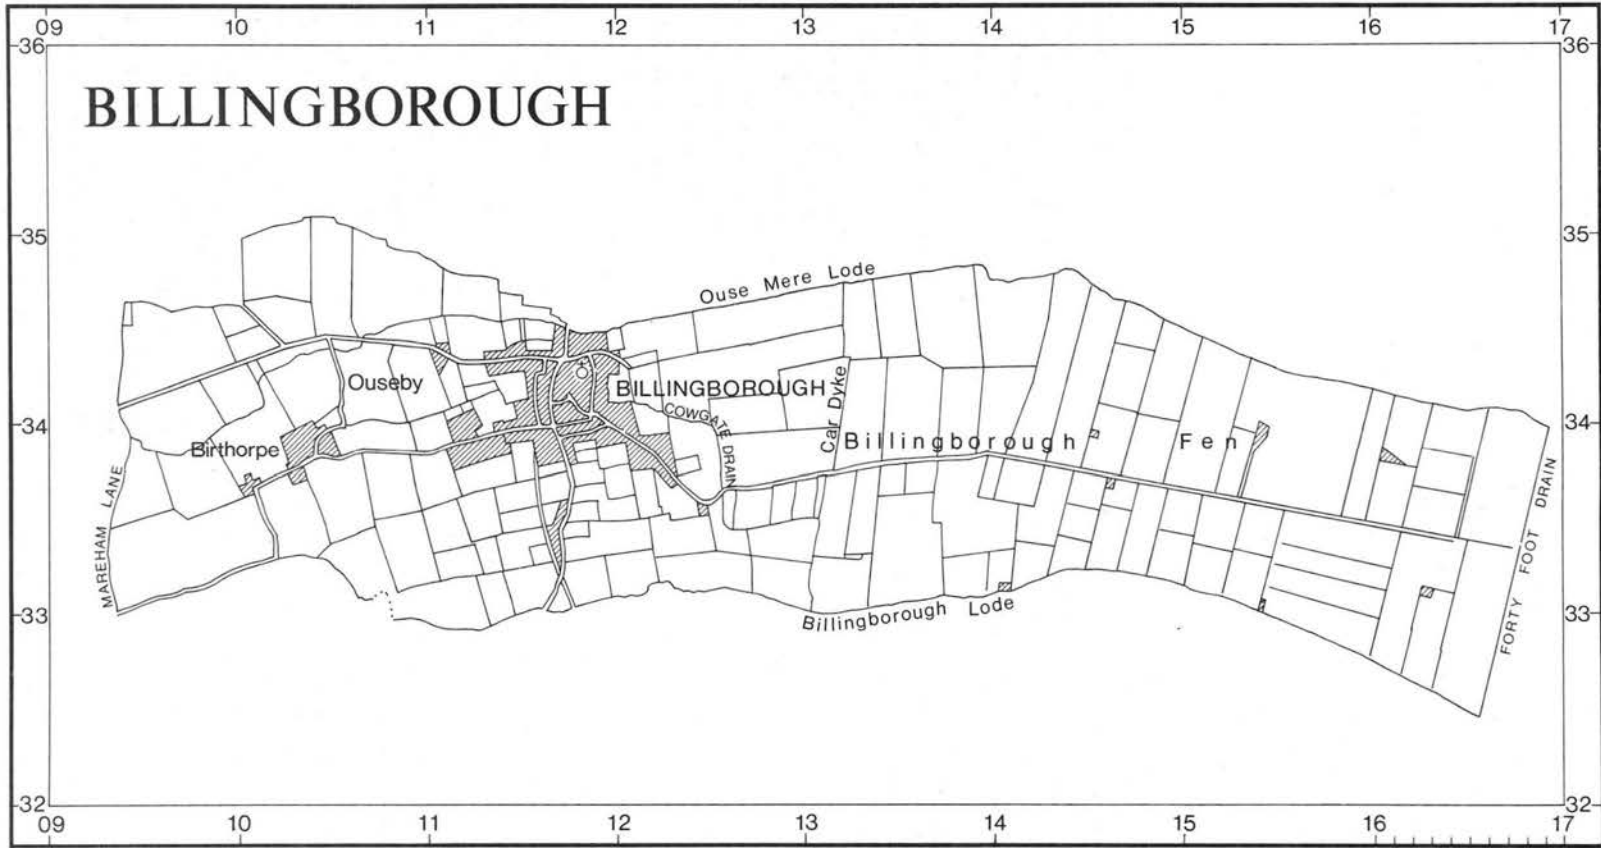 09 10 11 12 13 14 15 16 17
36 36
BILLINGBOROUGH
35 35
Ouse Mere Lode
Ouseby
BILLINGBOROUGH
Car Dyke
COWGATE DRAIN
34 34
Birthorpe
Billingborough Fen
MAREHAM LANE
FORTY FOOT DRAIN
33 33
Billingborough Lode
32 32
09 10 11 12 13 14 15 16 17